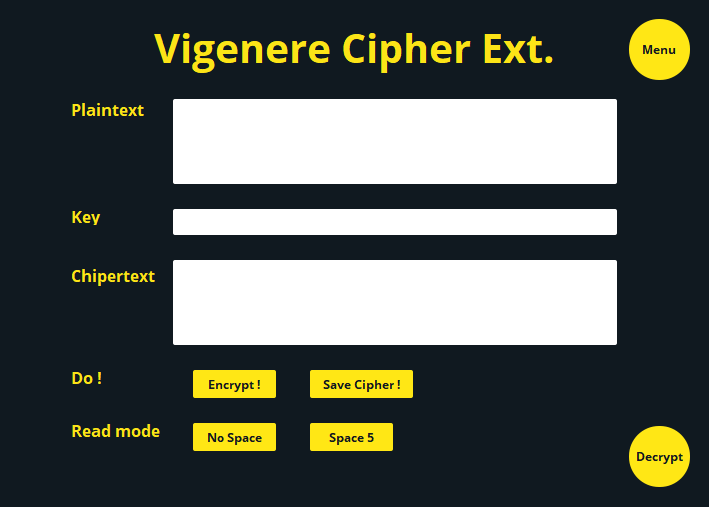 Vigenere Cipher Ext.
Menu
Plaintext
Key
Chipertext
Do !
Encrypt !
Save Cipher !
Read mode
No Space
Space 5
Decrypt